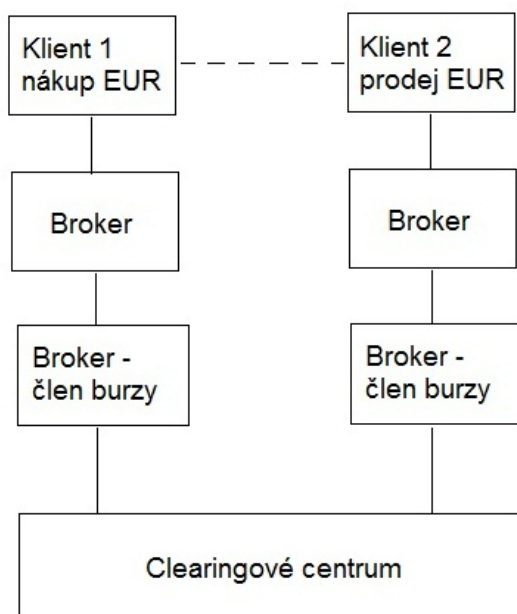 Klient 1
nákup EUR
Klient 2
prodej EUR
Broker
Broker
Broker -
člen burzy
Broker -
člen burzy
Clearingové centrum